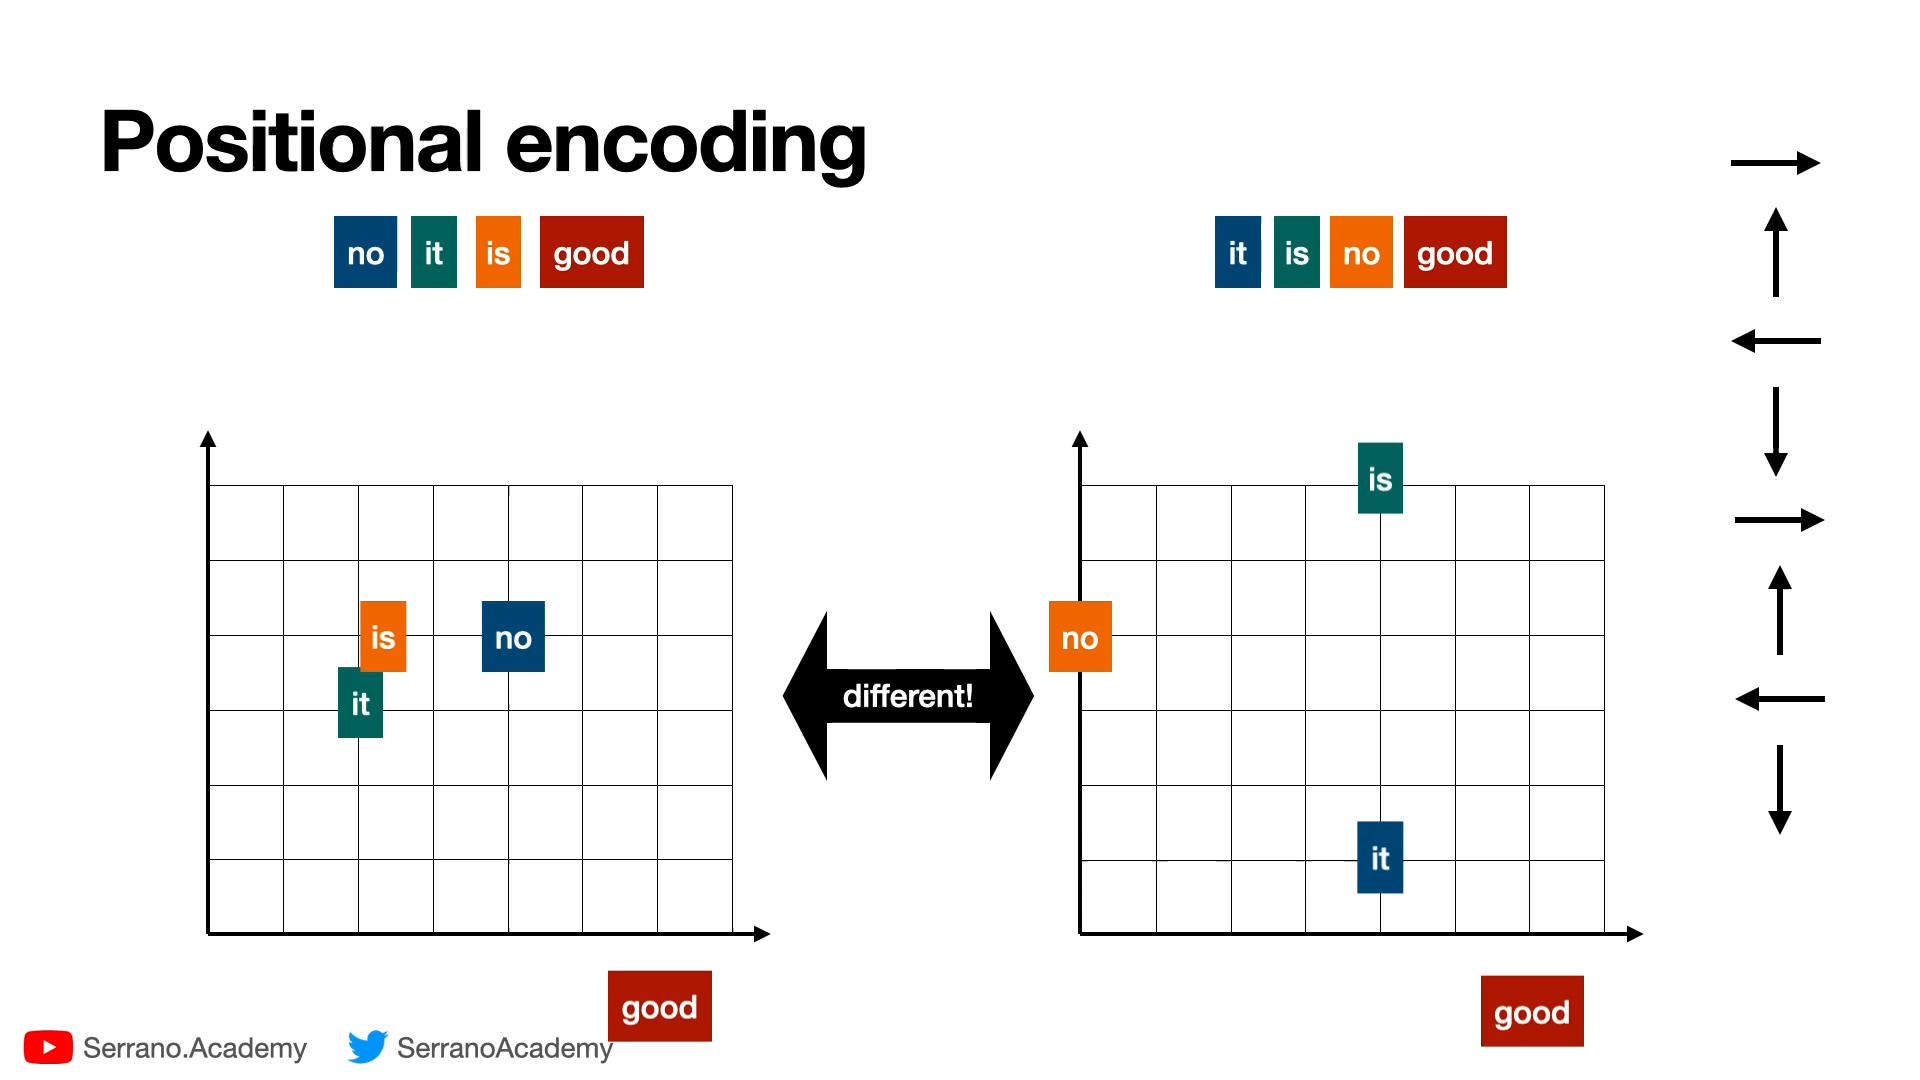 Positional encoding
no it is good
it is no good
is
is
no
no
it
different!
it
good
good
Serrano.Academy
SerranoAcademy